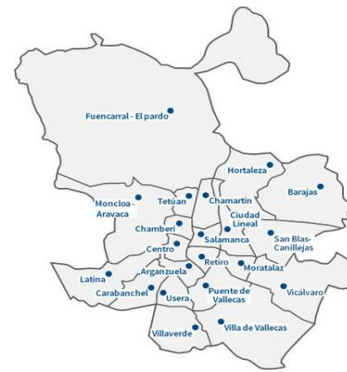 Fuencarral - El pardo
Hortaleza
Barajas
Moncloa -
Aravaca
Tetúan
Chamartín
Ciudad
Líneal
Chamberí
Salamanca
San Blas-
Canillejas
Centro
Retiro
Moratalaz
Latina
Arganzuela
Carabanchel
Usera
Puente de
Vallecas
Vicálvaro
Villaverde
Villa de Vallecas